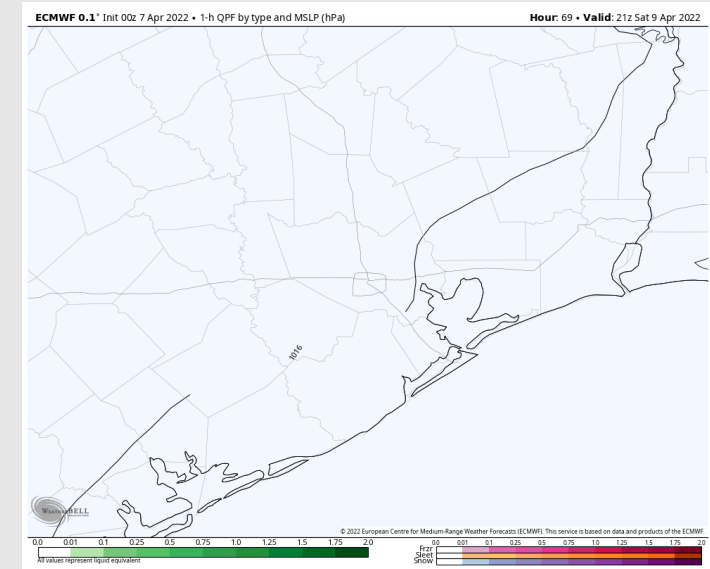 ECMWF 0.1° Init 00z 7 Apr 2022 • 1-h QPF by type and MSLP (hPa)
Hour: 69 • Valid: 21z Sat 9 Apr 2022
1016
WeatherBELL
© 2022 European Centre for Medium-Range Weather Forecasts (ECMWF). This service is based on data and products of the ECMWF.
0.0 0.01 0.1 0.25 0.5 0.75 1.0 1.25 1.5 1.75 2.0
All values represent liquid equivalent
0.0 0.01 0.1 0.25 0.5 0.75 1.0 1.25 1.5 1.75 2.0
Frzr
Sleet
Snow